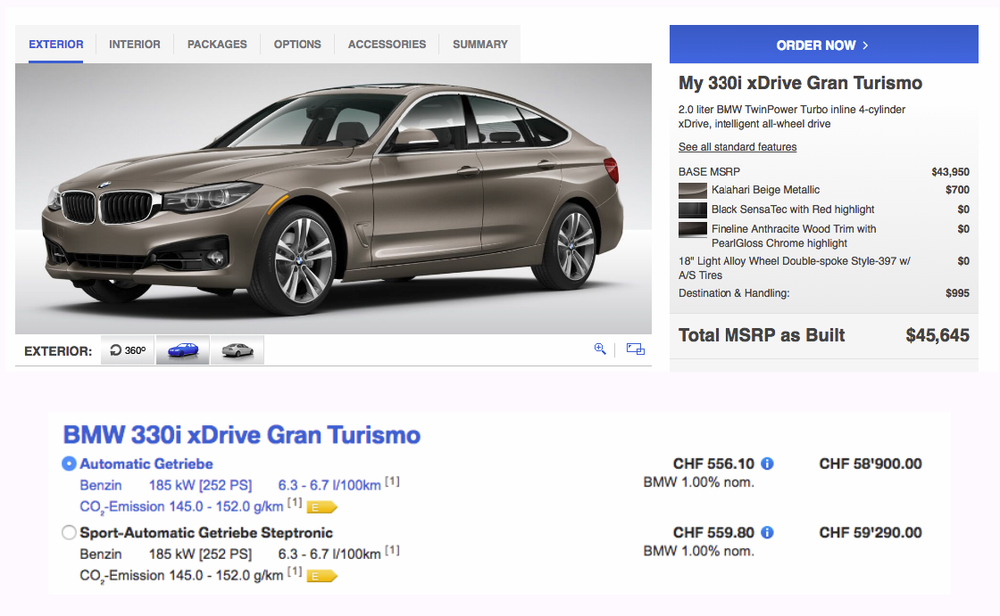 EXTERIOR INTERIOR PACKAGES OPTIONS ACCESSORIES SUMMARY
EXTERIOR: 360º
ORDER NOW >
My 330i xDrive Gran Turismo
2.0 liter BMW TwinPower Turbo inline 4-cylinder
xDrive, intelligent all-wheel drive
See all standard features
BASE MSRP $43,950
Kalahari Beige Metallic $700
Black SensaTec with Red highlight $0
Fineline Anthracite Wood Trim with $0
PearlGloss Chrome highlight
18" Light Alloy Wheel Double-spoke Style-397 w/ $0
A/S Tires
Destination & Handling: $995
Total MSRP as Built $45,645
BMW 330i xDrive Gran Turismo
Automatic Getriebe CHF 556.10 i CHF 58'900.00
Benzin 185 kW [252 PS] 6.3 - 6.7 l/100km [1] BMW 1.00% nom.
CO₂-Emission 145.0 - 152.0 g/km [1] E
Sport-Automatic Getriebe Steptronic CHF 559.80 i CHF 59'290.00
Benzin 185 kW [252 PS] 6.3 - 6.7 l/100km [1] BMW 1.00% nom.
CO₂-Emission 145.0 - 152.0 g/km [1] E